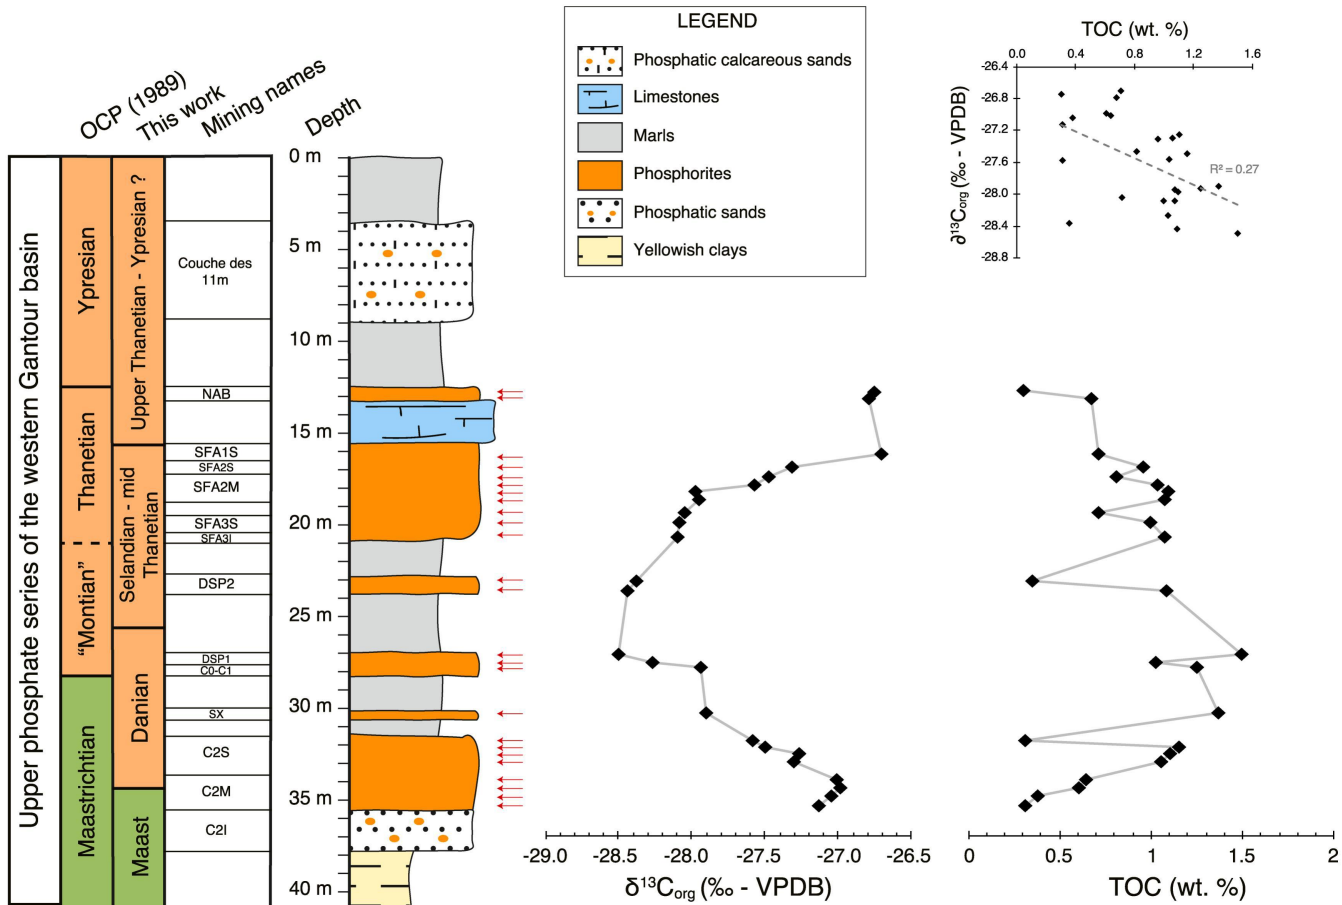 Upper phosphate series of the western Gantour basin
OCP (1989)
This work
Mining names
Depth
Ypresian
Thanetian
"Montian"
Maastrichtian
Upper Thanetian - Ypresian ?
Selandian - mid
Thanetian
Danian
Maast
Couche des
11m
NAB
SFA1S
SFA2S
SFA2M
SFA3S
SFA3I
DSP2
DSP1
C0-C1
SX
C2S
C2M
C2I
0 m
5 m
10 m
15 m
20 m
25 m
30 m
35 m
40 m
LEGEND
Phosphatic calcareous sands
Limestones
Marls
Phosphorites
Phosphatic sands
Yellowish clays
TOC (wt. %)
0.0 0.4 0.8 1.2 1.6
-26.4
-26.8
-27.2
-27.6
-28.0
-28.4
-28.8
∂¹³Corg (‰ - VPDB)
R² = 0.27
-29.0 -28.5 -28.0 -27.5 -27.0 -26.5
δ¹³Corg (‰ - VPDB)
0 0.5 1 1.5 2
TOC (wt. %)